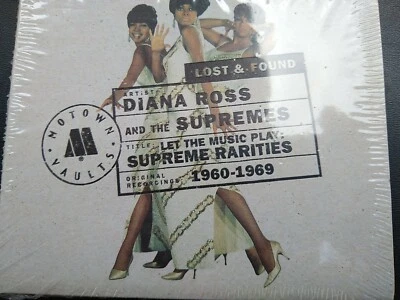 LOST & FOUND
ARTIST:
DIANA ROSS
AND THE SUPREMES
TITLE: LET THE MUSIC PLAY:
SUPREME RARITIES
ORIGINAL
RECORDINGS: 1960-1969
MOTOWN
M
VAULTS